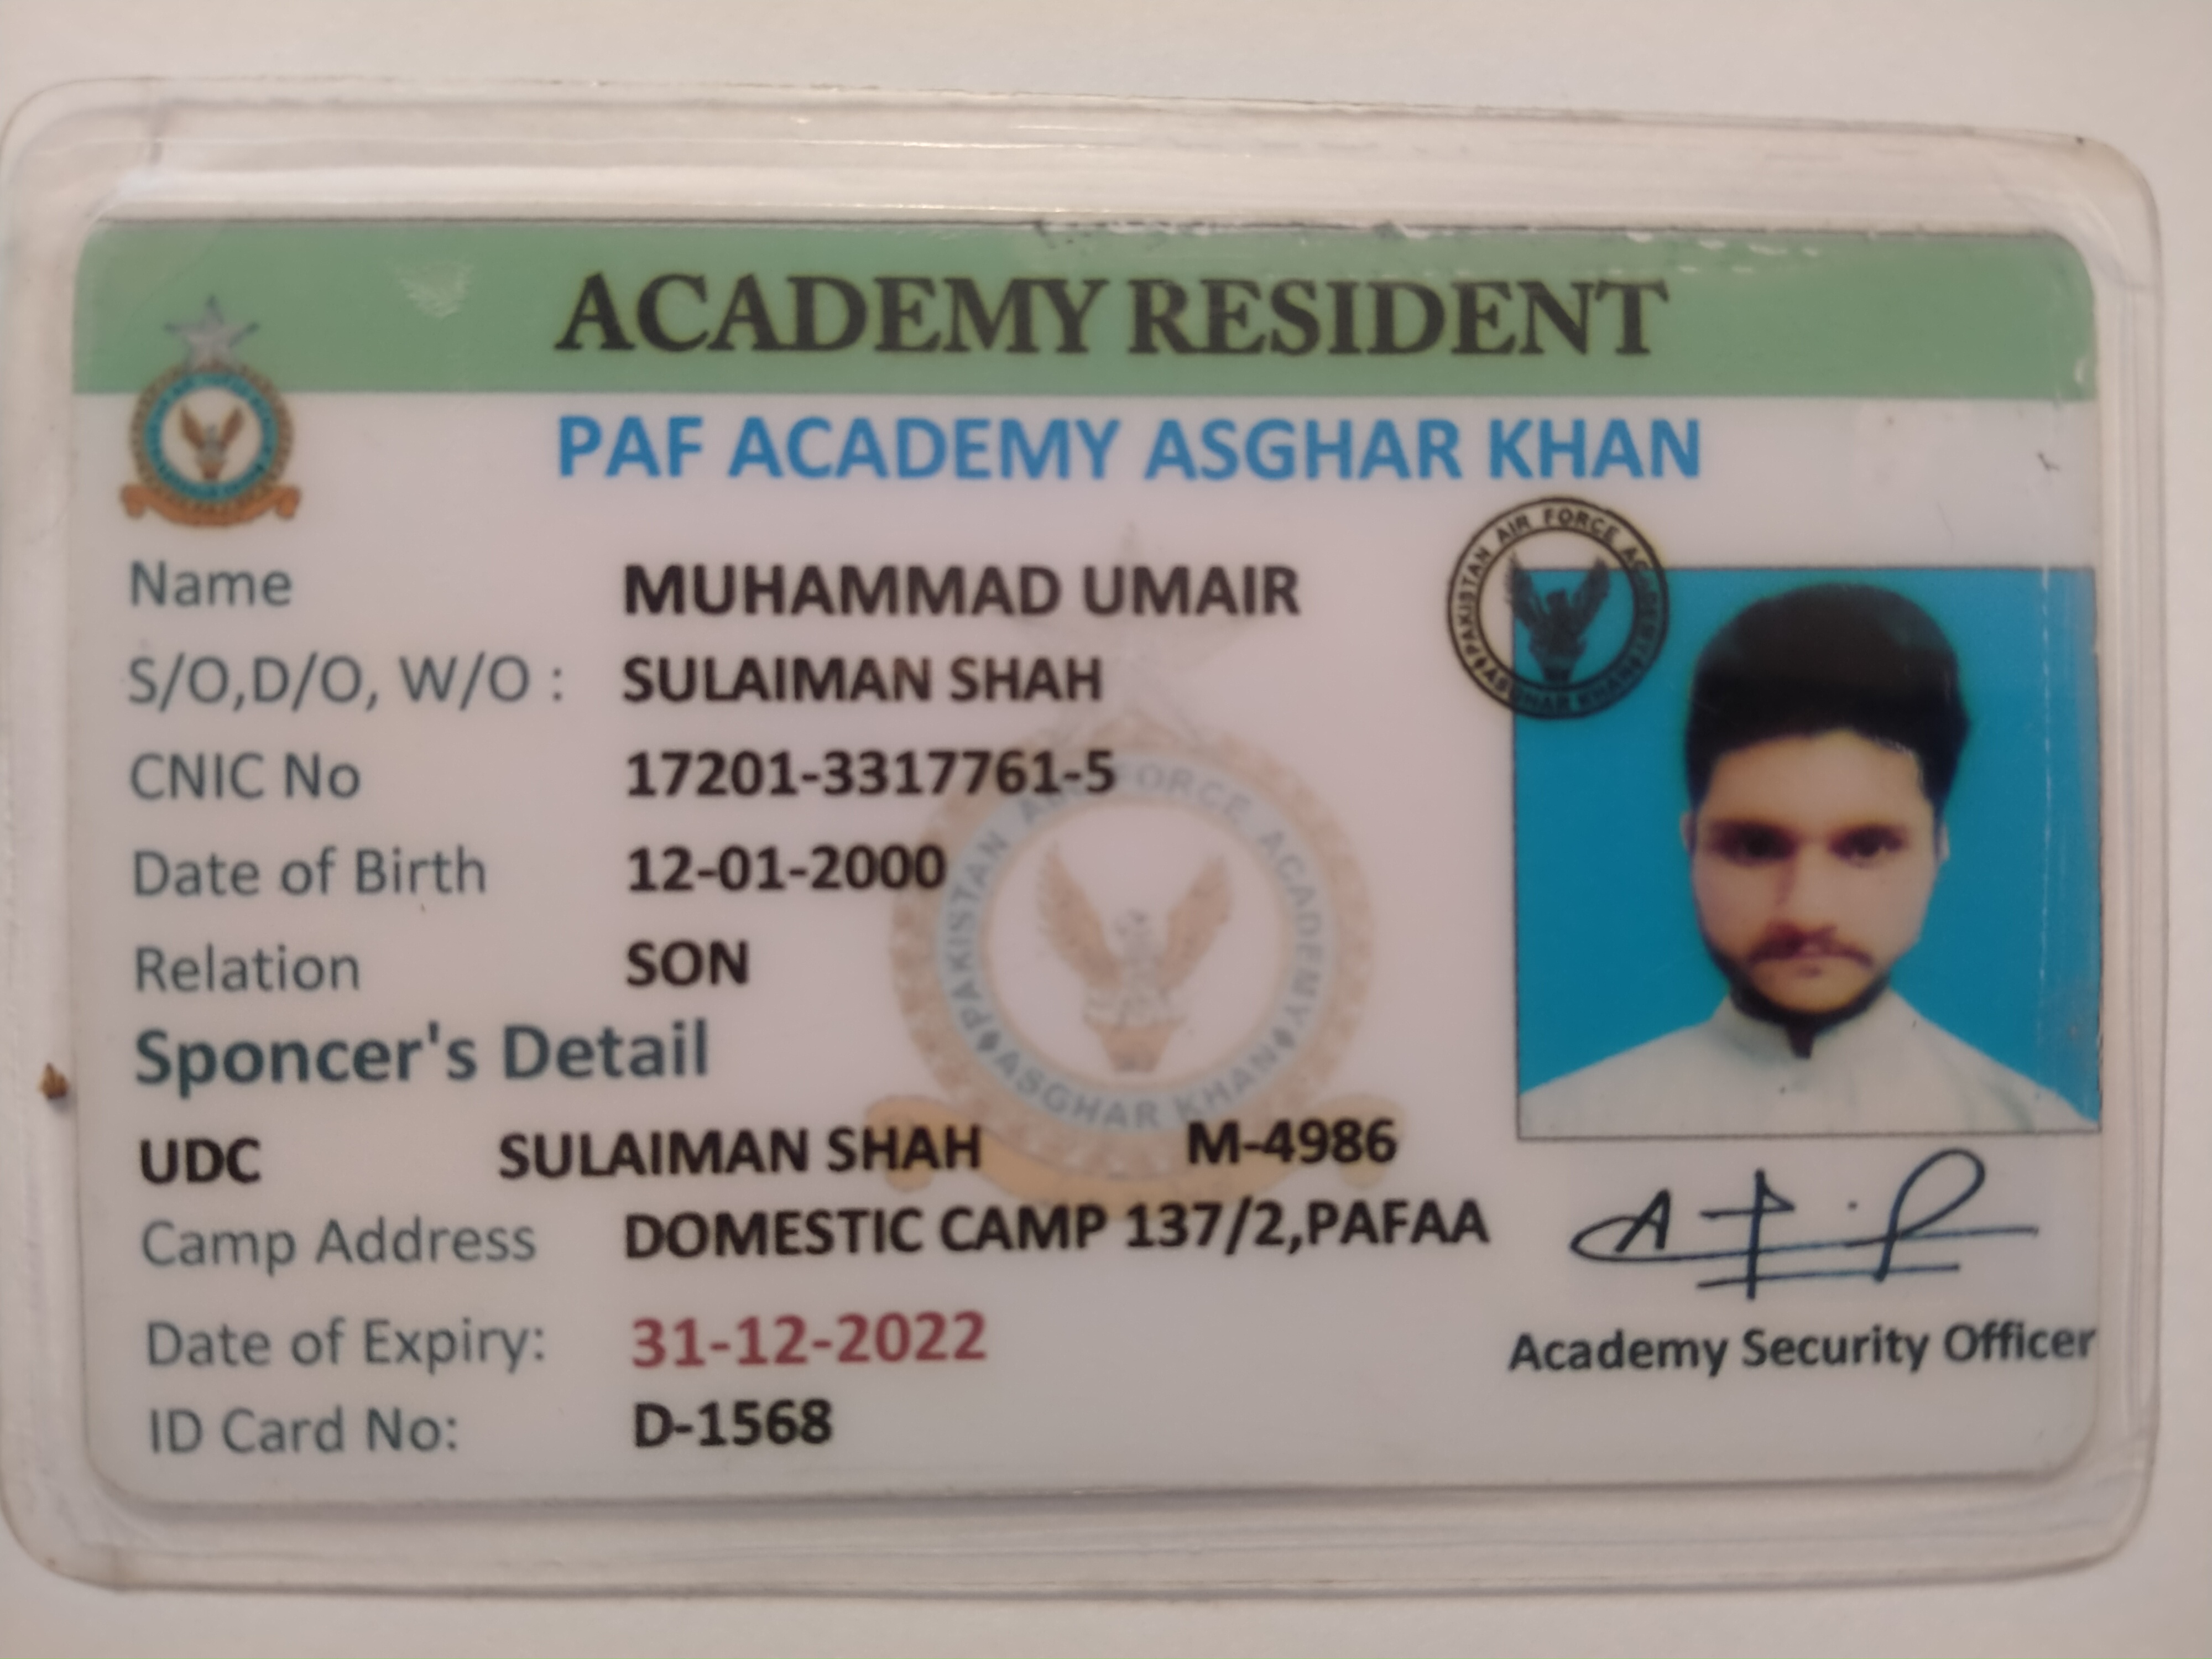 ACADEMY RESIDENT
PAF ACADEMY ASGHAR KHAN
Name MUHAMMAD UMAIR
S/O,D/O, W/O : SULAIMAN SHAH
CNIC No 17201-3317761-5
Date of Birth 12-01-2000
Relation SON
Sponcer's Detail
UDC SULAIMAN SHAH M-4986
Camp Address DOMESTIC CAMP 137/2,PAFAA
Date of Expiry: 31-12-2022
ID Card No: D-1568
PAKISTAN AIR FORCE ACADEMY
ASGHAR KHAN
PAKISTAN AIR FORCE ACADEMY
ASGHAR KHAN
Academy Security Officer